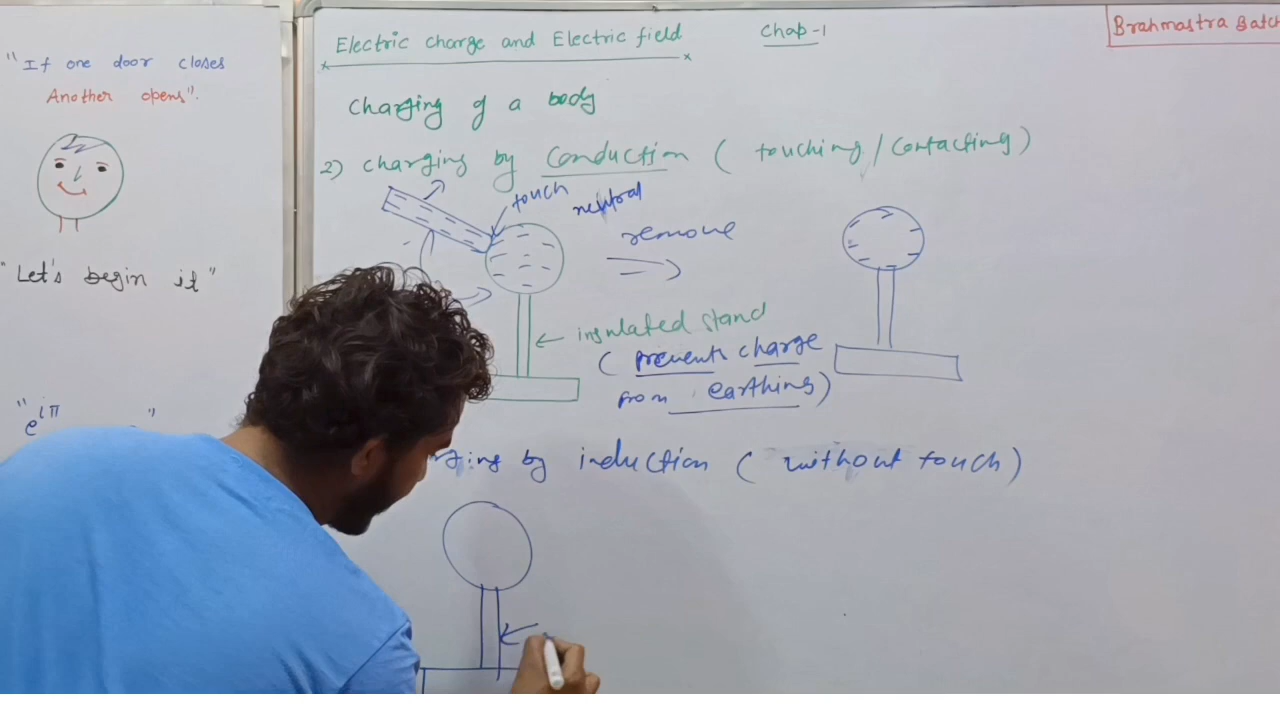 "If one door closes
Another opens".
"Let's begin it"
"e^iπ "
Electric charge and Electric field
Chap-1
Brahmastra Batch
Charging of a body
2) charging by conduction ( touching / Contacting )
touch
neutral
remove
insulated stand
( prevents charge
from earthing )
by induction ( without touch )